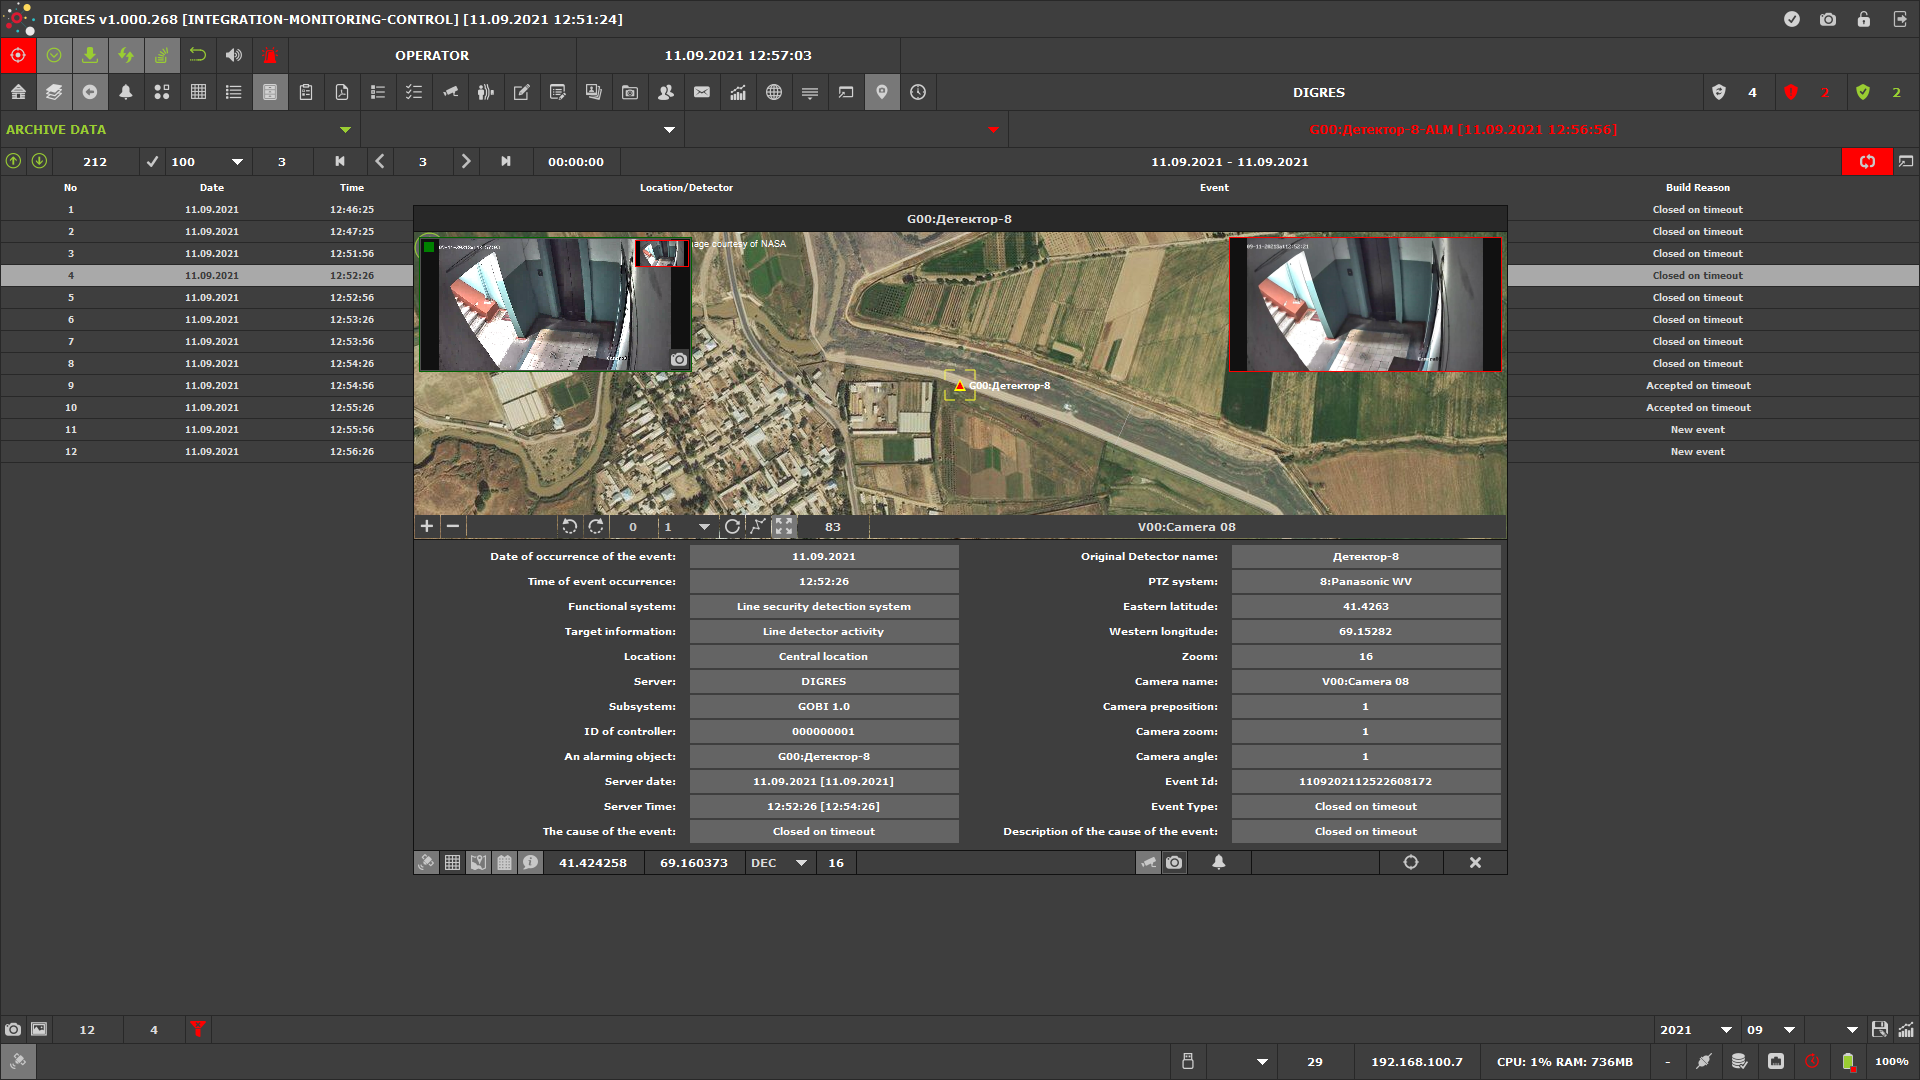 DIGRES v1.000.268 [INTEGRATION-MONITORING-CONTROL] [11.09.2021 12:51:24]
OPERATOR 11.09.2021 12:57:03
DIGRES 4 2 2
ARCHIVE DATA G00:Детектор-8-ALM [11.09.2021 12:56:56]
212 100 3 3 00:00:00 11.09.2021 - 11.09.2021
No Date Time Location/Detector Event Build Reason
1 11.09.2021 12:46:25 Closed on timeout
2 11.09.2021 12:47:25 Closed on timeout
3 11.09.2021 12:51:56 Closed on timeout
4 11.09.2021 12:52:26 Closed on timeout
5 11.09.2021 12:52:56 Closed on timeout
6 11.09.2021 12:53:26 Closed on timeout
7 11.09.2021 12:53:56 Closed on timeout
8 11.09.2021 12:54:26 Closed on timeout
9 11.09.2021 12:54:56 Accepted on timeout
10 11.09.2021 12:55:26 Accepted on timeout
11 11.09.2021 12:55:56 New event
12 11.09.2021 12:56:26 New event
G00:Детектор-8
courtesy of NASA
G00:Детектор-8
0 1 83 V00:Camera 08
Date of occurrence of the event: 11.09.2021 Original Detector name: Детектор-8
Time of event occurrence: 12:52:26 PTZ system: 8:Panasonic WV
Functional system: Line security detection system Eastern latitude: 41.4263
Target information: Line detector activity Western longitude: 69.15282
Location: Central location Zoom: 16
Server: DIGRES Camera name: V00:Camera 08
Subsystem: GOBI 1.0 Camera preposition: 1
ID of controller: 000000001 Camera zoom: 1
An alarming object: G00:Детектор-8 Camera angle: 1
Server date: 11.09.2021 [11.09.2021] Event Id: 1109202112522608172
Server Time: 12:52:26 [12:54:26] Event Type: Closed on timeout
The cause of the event: Closed on timeout Description of the cause of the event: Closed on timeout
41.424258 69.160373 DEC 16
12 4 2021 09
29 192.168.100.7 CPU: 1% RAM: 736MB - 100%